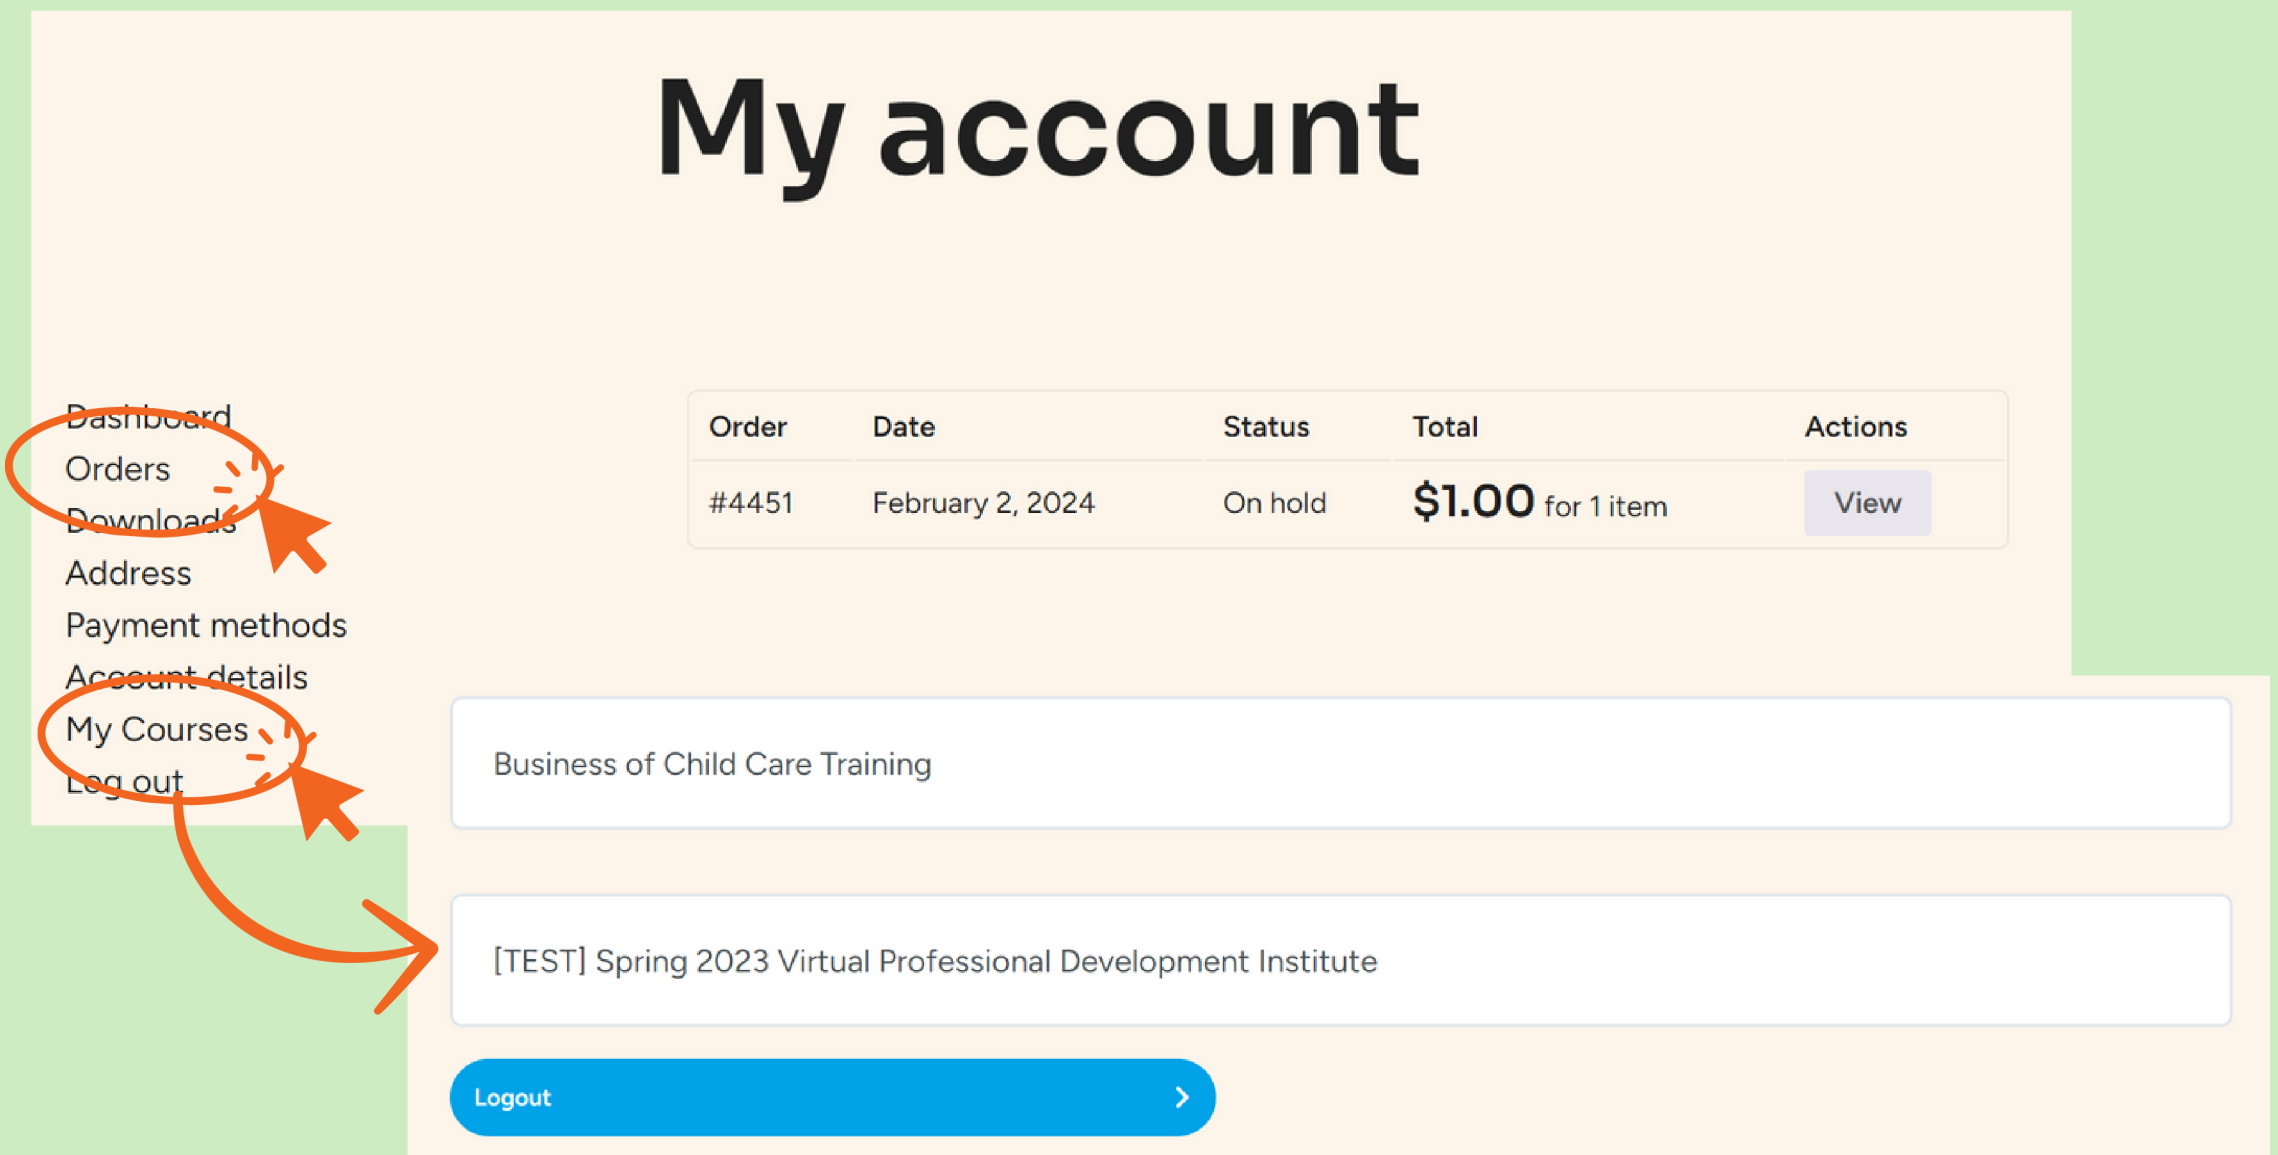 My account
Dashboard
Orders
Downloads
Address
Payment methods
Account details
My Courses
Log out
Order Date Status Total Actions
#4451 February 2, 2024 On hold $1.00 for 1 item View
Business of Child Care Training
[TEST] Spring 2023 Virtual Professional Development Institute
Logout